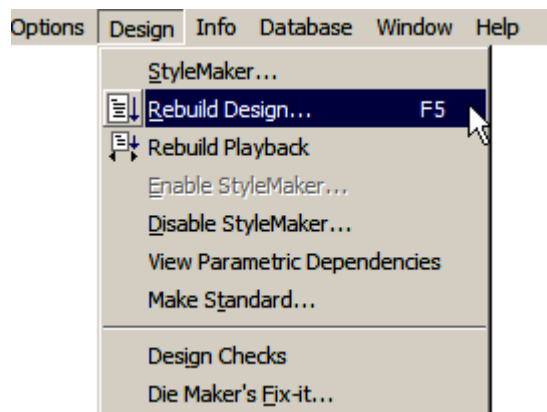 Options Design Info Database Window Help
StyleMaker...
Rebuild Design... F5
Rebuild Playback
Enable StyleMaker...
Disable StyleMaker...
View Parametric Dependencies
Make Standard...
Design Checks
Die Maker's Fix-it...